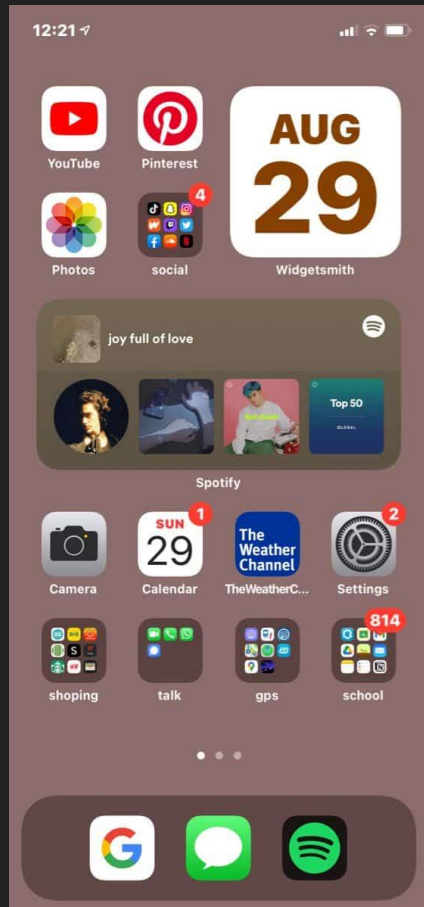 12:21
AUG
29
YouTube
Pinterest
4
Photos
social
Widgetsmith
joy full of love
Top 50
GLOBAL
Spotify
1
2
SUN
29
The
Weather
Channel
Camera
Calendar
TheWeatherC...
Settings
814
shoping
talk
gps
school